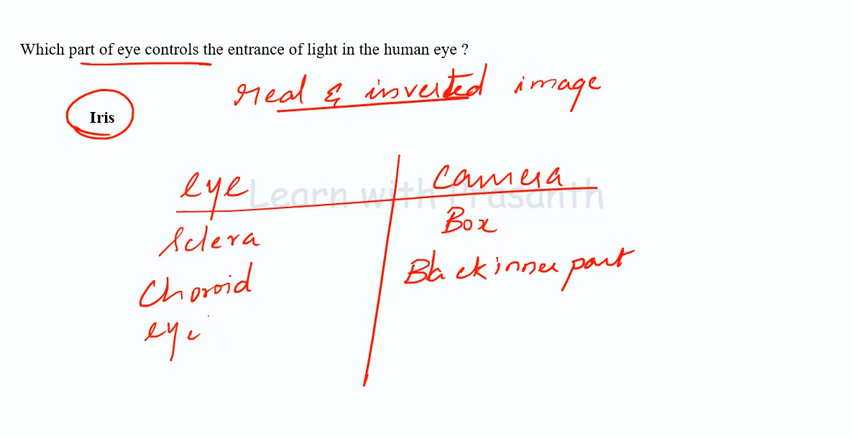 Which part of eye controls the entrance of light in the human eye ?
real & inverted image
Iris
eye Camera
Learn with Prasanth
Sclera Box
Choroid Black inner part
eye